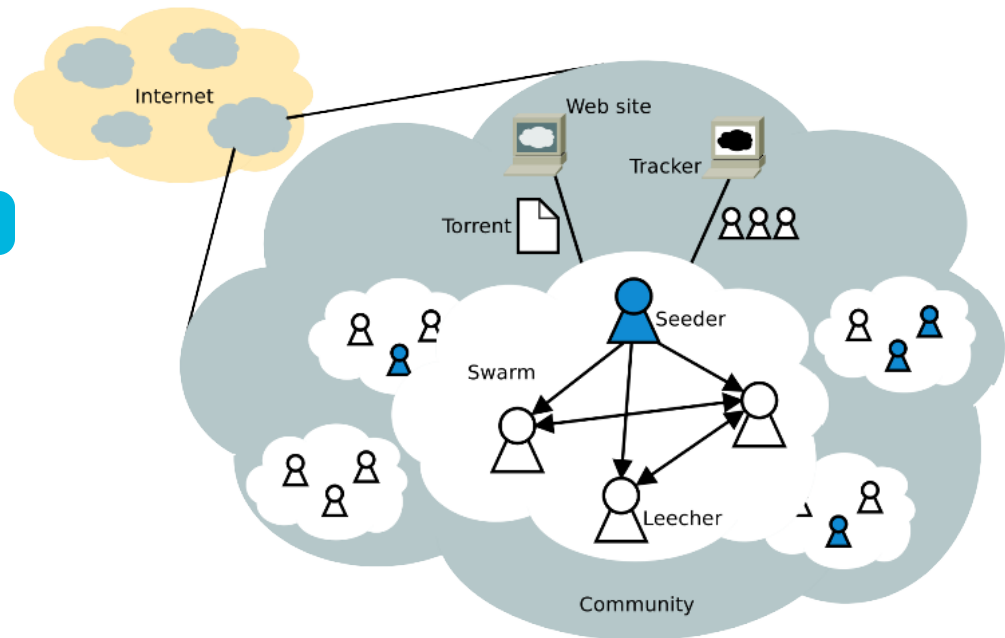 Internet
Web site
Tracker
Torrent
Seeder
Swarm
Leecher
Community